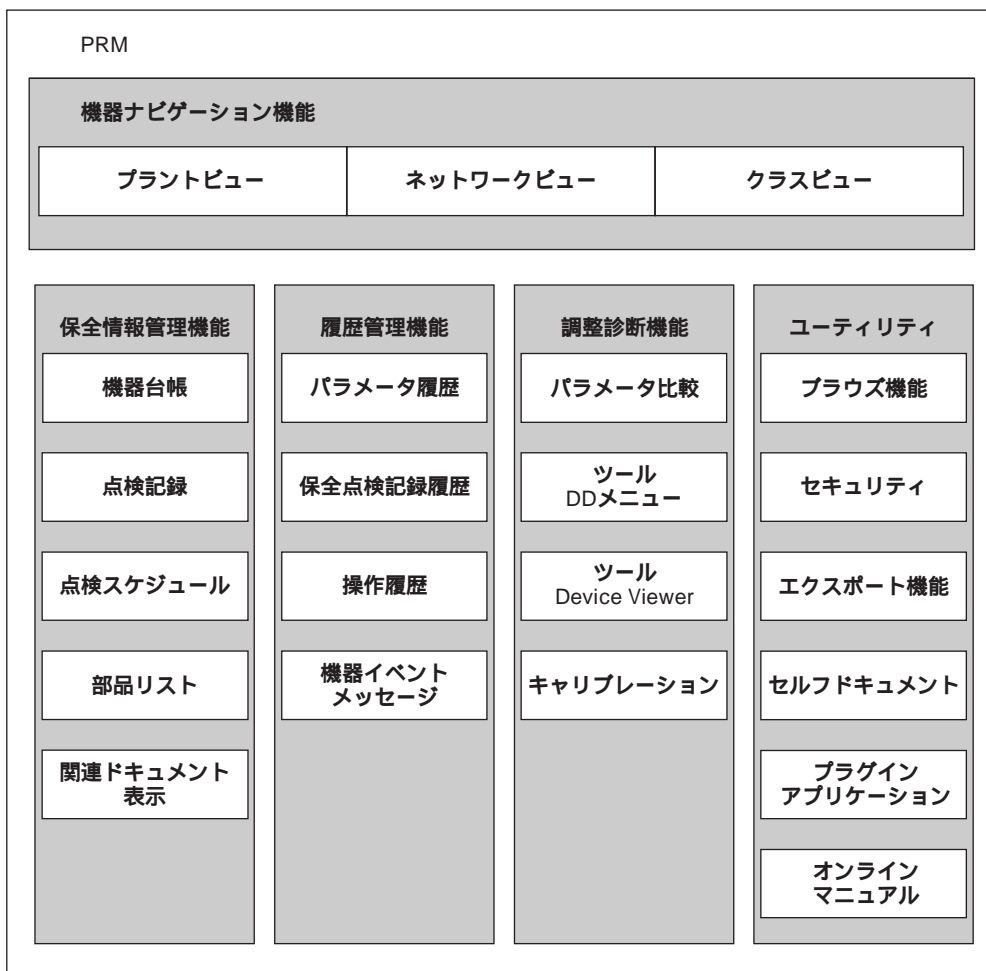 PRM
機器ナビゲーション機能
プラントビュー
ネットワークビュー
クラスビュー
保全情報管理機能
機器台帳
点検記録
点検スケジュール
部品リスト
関連ドキュメント
表示
履歴管理機能
パラメータ履歴
保全点検記録履歴
操作履歴
機器イベント
メッセージ
調整診断機能
パラメータ比較
ツール
DDメニュー
ツール
Device Viewer
キャリブレーション
ユーティリティ
ブラウズ機能
セキュリティ
エクスポート機能
セルフドキュメント
プラグイン
アプリケーション
オンライン
マニュアル